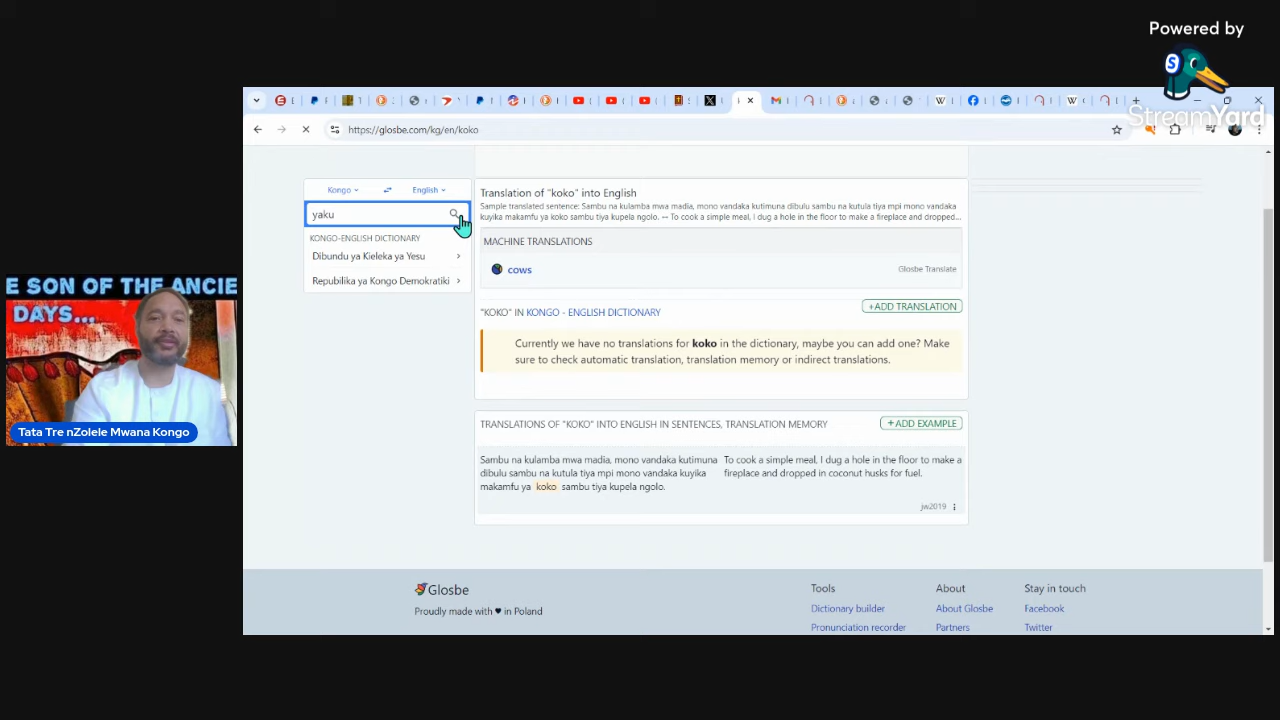 Powered by
StreamYard
https://glosbe.com/kg/en/koko
Kongo
English
yaku
KONGO-ENGLISH DICTIONARY
Dibundu ya Kieleka ya Yesu
Republika ya Kongo Demokratiki
Translation of "koko" into English
Sample translated sentence: Sambu na kulamba mwa madia, mono vandaka kutimuna dibulu sambu na kutula tiya mpi mono vandaka
kuyika makamfu ya koko sambu tiya kupela ngolo. ↔ To cook a simple meal, I dug a hole in the floor to make a fireplace and dropped...
MACHINE TRANSLATIONS
cows
Glosbe Translate
+ADD TRANSLATION
"KOKO" IN KONGO - ENGLISH DICTIONARY
Currently we have no translations for koko in the dictionary, maybe you can add one? Make
sure to check automatic translation, translation memory or indirect translations.
TRANSLATIONS OF "KOKO" INTO ENGLISH IN SENTENCES, TRANSLATION MEMORY
+ADD EXAMPLE
Sambu na kulamba mwa madia, mono vandaka kutimuna
dibulu sambu na kutula tiya mpi mono vandaka kuyika
makamfu ya koko sambu tiya kupela ngolo.
To cook a simple meal, I dug a hole in the floor to make a
fireplace and dropped in coconut husks for fuel.
jw2019
E SON OF THE ANCIE
DAYS...
Tata Tre nZolele Mwana Kongo
Glosbe
Proudly made with ♥ in Poland
Tools
Dictionary builder
Pronunciation recorder
About
About Glosbe
Partners
Stay in touch
Facebook
Twitter